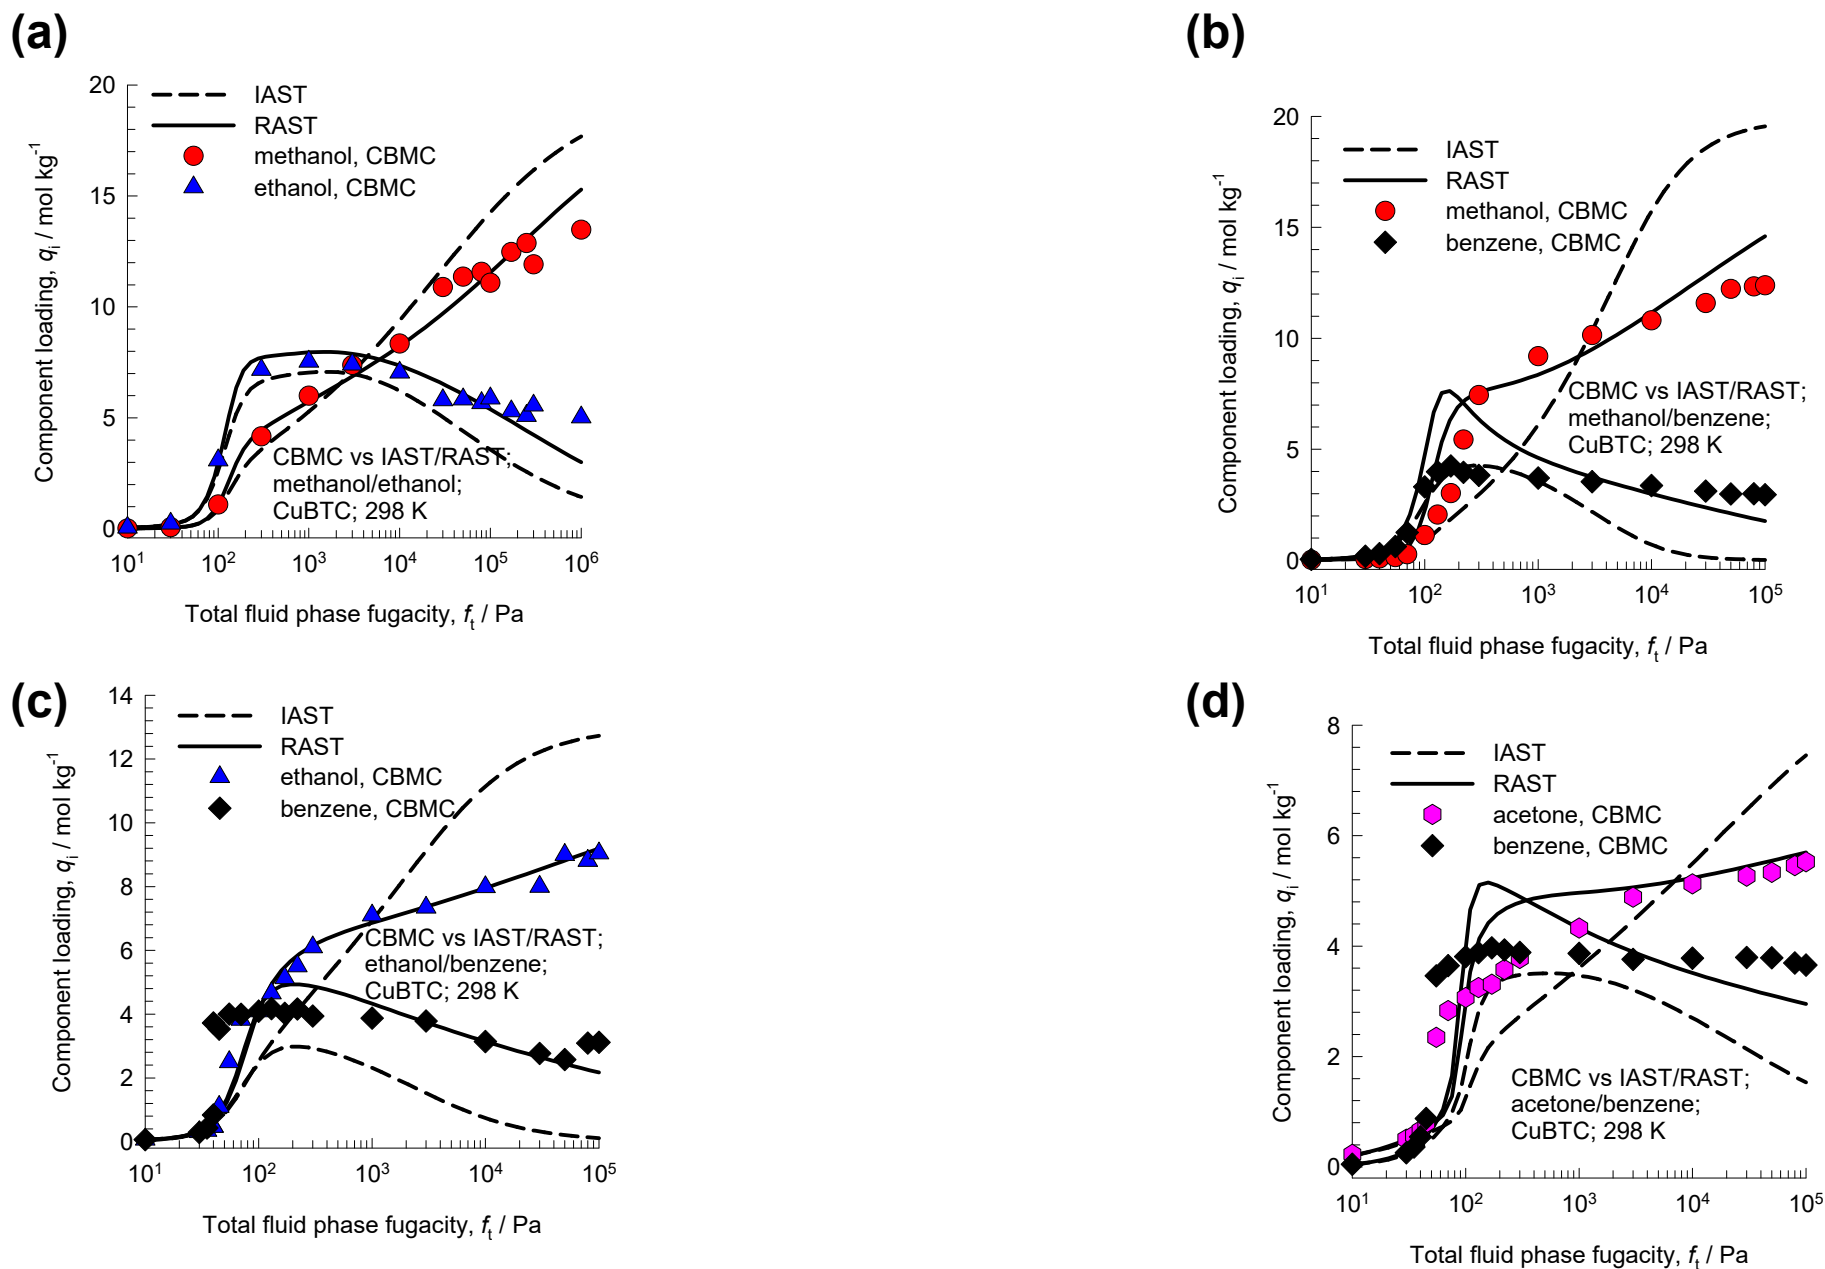 (a)
20
15
10
5
0
Component loading, qi / mol kg-1
IAST
RAST
methanol, CBMC
ethanol, CBMC
CBMC vs IAST/RAST;
methanol/ethanol;
CuBTC; 298 K
10¹ 10² 10³ 10⁴ 10⁵ 10⁶
Total fluid phase fugacity, ft / Pa
(b)
20
15
10
5
0
Component loading, qi / mol kg-1
IAST
RAST
methanol, CBMC
benzene, CBMC
CBMC vs IAST/RAST;
methanol/benzene;
CuBTC; 298 K
10¹ 10² 10³ 10⁴ 10⁵
Total fluid phase fugacity, ft / Pa
(c)
14
12
10
8
6
4
2
0
Component loading, qi / mol kg-1
IAST
RAST
ethanol, CBMC
benzene, CBMC
CBMC vs IAST/RAST;
ethanol/benzene;
CuBTC; 298 K
10¹ 10² 10³ 10⁴ 10⁵
Total fluid phase fugacity, ft / Pa
(d)
8
6
4
2
0
Component loading, qi / mol kg-1
IAST
RAST
acetone, CBMC
benzene, CBMC
CBMC vs IAST/RAST;
acetone/benzene;
CuBTC; 298 K
10¹ 10² 10³ 10⁴ 10⁵
Total fluid phase fugacity, ft / Pa